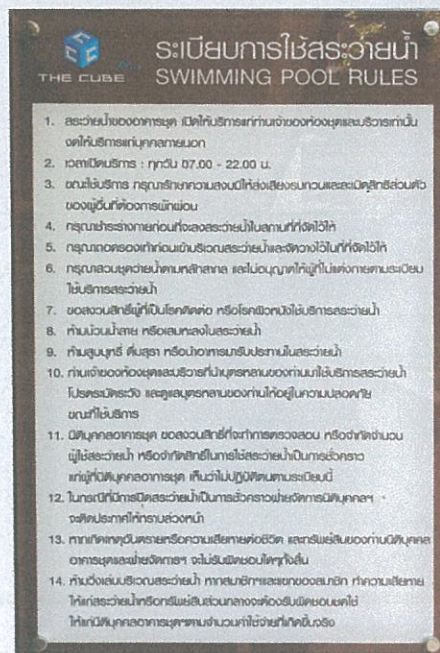 THE CUBE
ระเบียบการใช้สระว่ายน้ำ
SWIMMING POOL RULES
1. สระว่ายน้ำของอาคารชุด เปิดให้บริการแก่ท่านเจ้าของห้องชุดและบริวารเท่านั้น
งดให้บริการแก่บุคคลภายนอก
2. เวลาเปิดบริการ : ทุกวัน 07.00 - 22.00 น.
3. ขณะใช้บริการ กรุณารักษาความสงบมิให้ส่งเสียงรบกวนและละเมิดสิทธิส่วนตัว
ของผู้อื่นที่ต้องการพักผ่อน
4. กรุณาชำระร่างกายก่อนที่จะลงสระว่ายน้ำในสถานที่ที่จัดไว้ให้
5. กรุณาถอดรองเท้าก่อนเข้าบริเวณสระว่ายน้ำและจัดวางไว้ในที่ที่จัดไว้ให้
6. กรุณาสวมชุดว่ายน้ำตามหลักสากล และไม่อนุญาตให้ผู้ที่ไม่แต่งกายตามระเบียบ
ใช้บริการสระว่ายน้ำ
7. ขอสงวนสิทธิ์ผู้ที่เป็นโรคติดต่อ หรือโรคผิวหนังใช้บริการสระว่ายน้ำ
8. ห้ามบ้วนน้ำลาย หรือเสมหะลงในสระว่ายน้ำ
9. ห้ามสูบบุหรี่ ดื่มสุรา หรือนำอาหารมารับประทานในสระว่ายน้ำ
10. ท่านเจ้าของห้องชุดและบริวารที่นำบุตรหลานของท่านมาใช้บริการสระว่ายน้ำ
โปรดระมัดระวัง และดูแลบุตรหลานของท่านให้อยู่ในความปลอดภัย
ขณะที่ใช้บริการ
11. นิติบุคคลอาคารชุด ขอสงวนสิทธิ์ที่จะทำการตรวจสอบ หรือจำกัดจำนวน
ผู้ใช้สระว่ายน้ำ หรือจำกัดสิทธิในการใช้สระว่ายน้ำเป็นการชั่วคราว
แก่ผู้ที่นิติบุคคลอาคารชุด เห็นว่าไม่ปฏิบัติตนตามระเบียบนี้
12. ในกรณีที่มีการปิดสระว่ายน้ำเป็นการชั่วคราวฝ่ายจัดการนิติบุคคลฯ
จะติดประกาศให้ทราบล่วงหน้า
13. หากเกิดเหตุอันตรายหรือความเสียหายต่อชีวิต และทรัพย์สินของท่านนิติบุคคล
อาคารชุดและฝ่ายจัดการฯ จะไม่รับผิดชอบใดๆทั้งสิ้น
14. ห้ามวิ่งเล่นบริเวณสระว่ายน้ำ หากสมาชิกฯและแขกของสมาชิก ทำความเสียหาย
ให้แก่สระว่ายน้ำหรือทรัพย์สินส่วนกลางจะต้องรับผิดชอบชดใช้
ให้แก่นิติบุคคลอาคารชุดฯตามจำนวนค่าใช้จ่ายที่เกิดขึ้นจริง